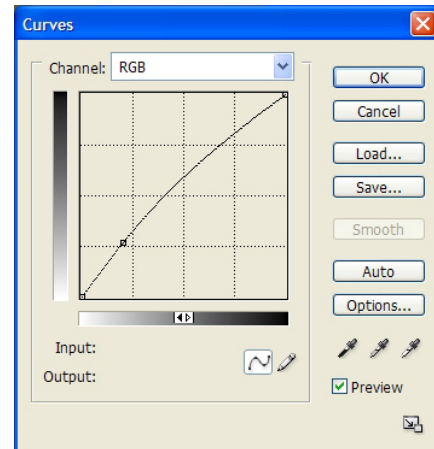 Curves
Channel: RGB
OK
Cancel
Load...
Save...
Smooth
Auto
Options...
Input:
Output:
Preview